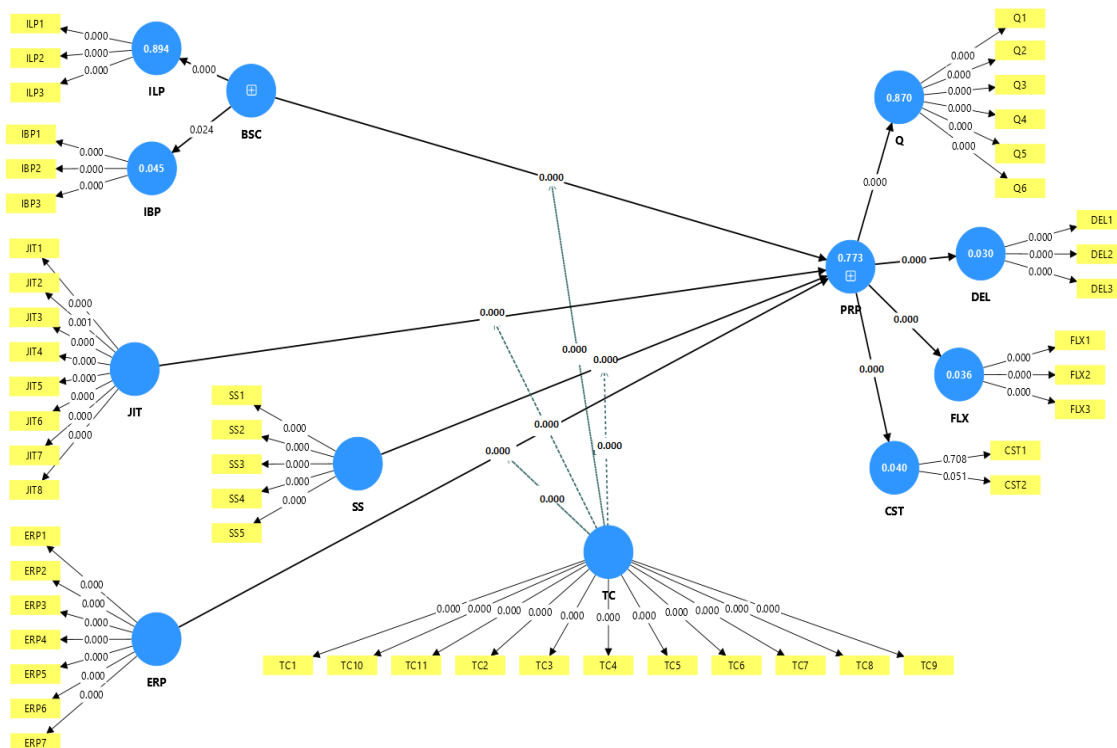 ILP1
0.000
ILP2
0.000
ILP3
0.000
0.894
ILP
0.000
BSC
0.024
IBP1
0.000
IBP2
0.000
IBP3
0.000
0.045
IBP
JIT1
0.000
JIT2
0.001
JIT3
0.000
JIT4
0.000
JIT5
0.000
JIT6
0.000
JIT7
0.000
JIT8
0.000
JIT
SS1
0.000
SS2
0.000
SS3
0.000
SS4
0.000
SS5
0.000
SS
ERP1
0.000
ERP2
0.000
ERP3
0.000
ERP4
0.000
ERP5
0.000
ERP6
0.000
ERP7
0.000
ERP
0.000
0.000
0.000
0.000
0.000
0.000
0.000
0.000
TC
0.000
0.000
0.000
0.000
0.000
0.000
0.000
0.000
0.000
0.000
0.000
TC1
TC10
TC11
TC2
TC3
TC4
TC5
TC6
TC7
TC8
TC9
0.773
PRP
0.000
0.000
0.000
0.000
0.870
Q
0.000
Q1
0.000
Q2
0.000
Q3
0.000
Q4
0.000
Q5
0.000
Q6
0.030
DEL
0.000
DEL1
0.000
DEL2
0.000
DEL3
0.036
FLX
0.000
FLX1
0.000
FLX2
0.000
FLX3
0.040
CST
0.708
CST1
0.051
CST2